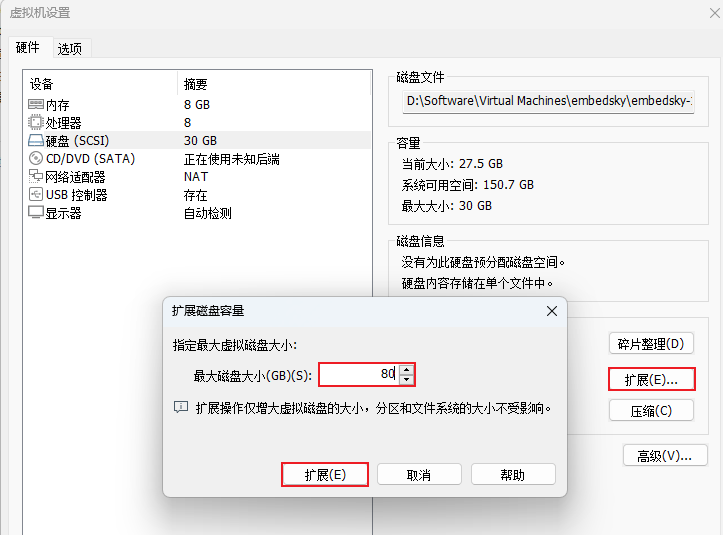 虚拟机设置
硬件 选项
设备 摘要
内存 8 GB
处理器 8
硬盘 (SCSI) 30 GB
CD/DVD (SATA) 正在使用未知后端
网络适配器 NAT
USB 控制器 存在
显示器 自动检测
磁盘文件
D:\Software\Virtual Machines\embedsky\embedsky-
容量
当前大小: 27.5 GB
系统可用空间: 150.7 GB
最大大小: 30 GB
磁盘信息
没有为此硬盘预分配磁盘空间。
硬盘内容存储在单个文件中。
碎片整理(D)
扩展(E)...
压缩(C)
高级(V)...
扩展磁盘容量
指定最大虚拟磁盘大小:
最大磁盘大小(GB)(S): 80
扩展操作仅增大虚拟磁盘的大小，分区和文件系统的大小不受影响。
扩展(E) 取消 帮助